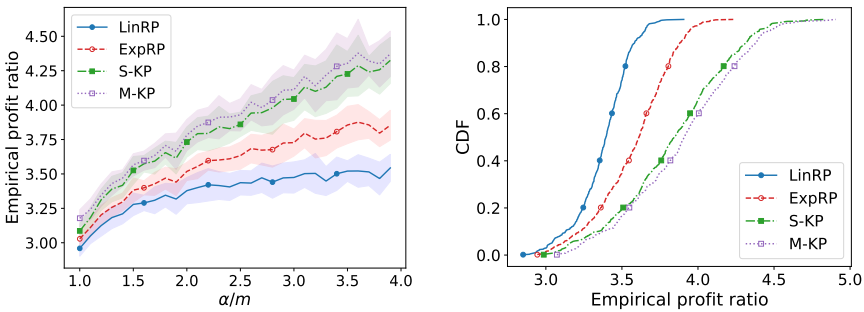 Empirical profit ratio
4.50
4.25
4.00
3.75
3.50
3.25
3.00
LinRP
ExpRP
S-KP
M-KP
1.0 1.5 2.0 2.5 3.0 3.5 4.0
α/m
CDF
1.0
0.8
0.6
0.4
0.2
0.0
LinRP
ExpRP
S-KP
M-KP
3.0 3.5 4.0 4.5 5.0
Empirical profit ratio